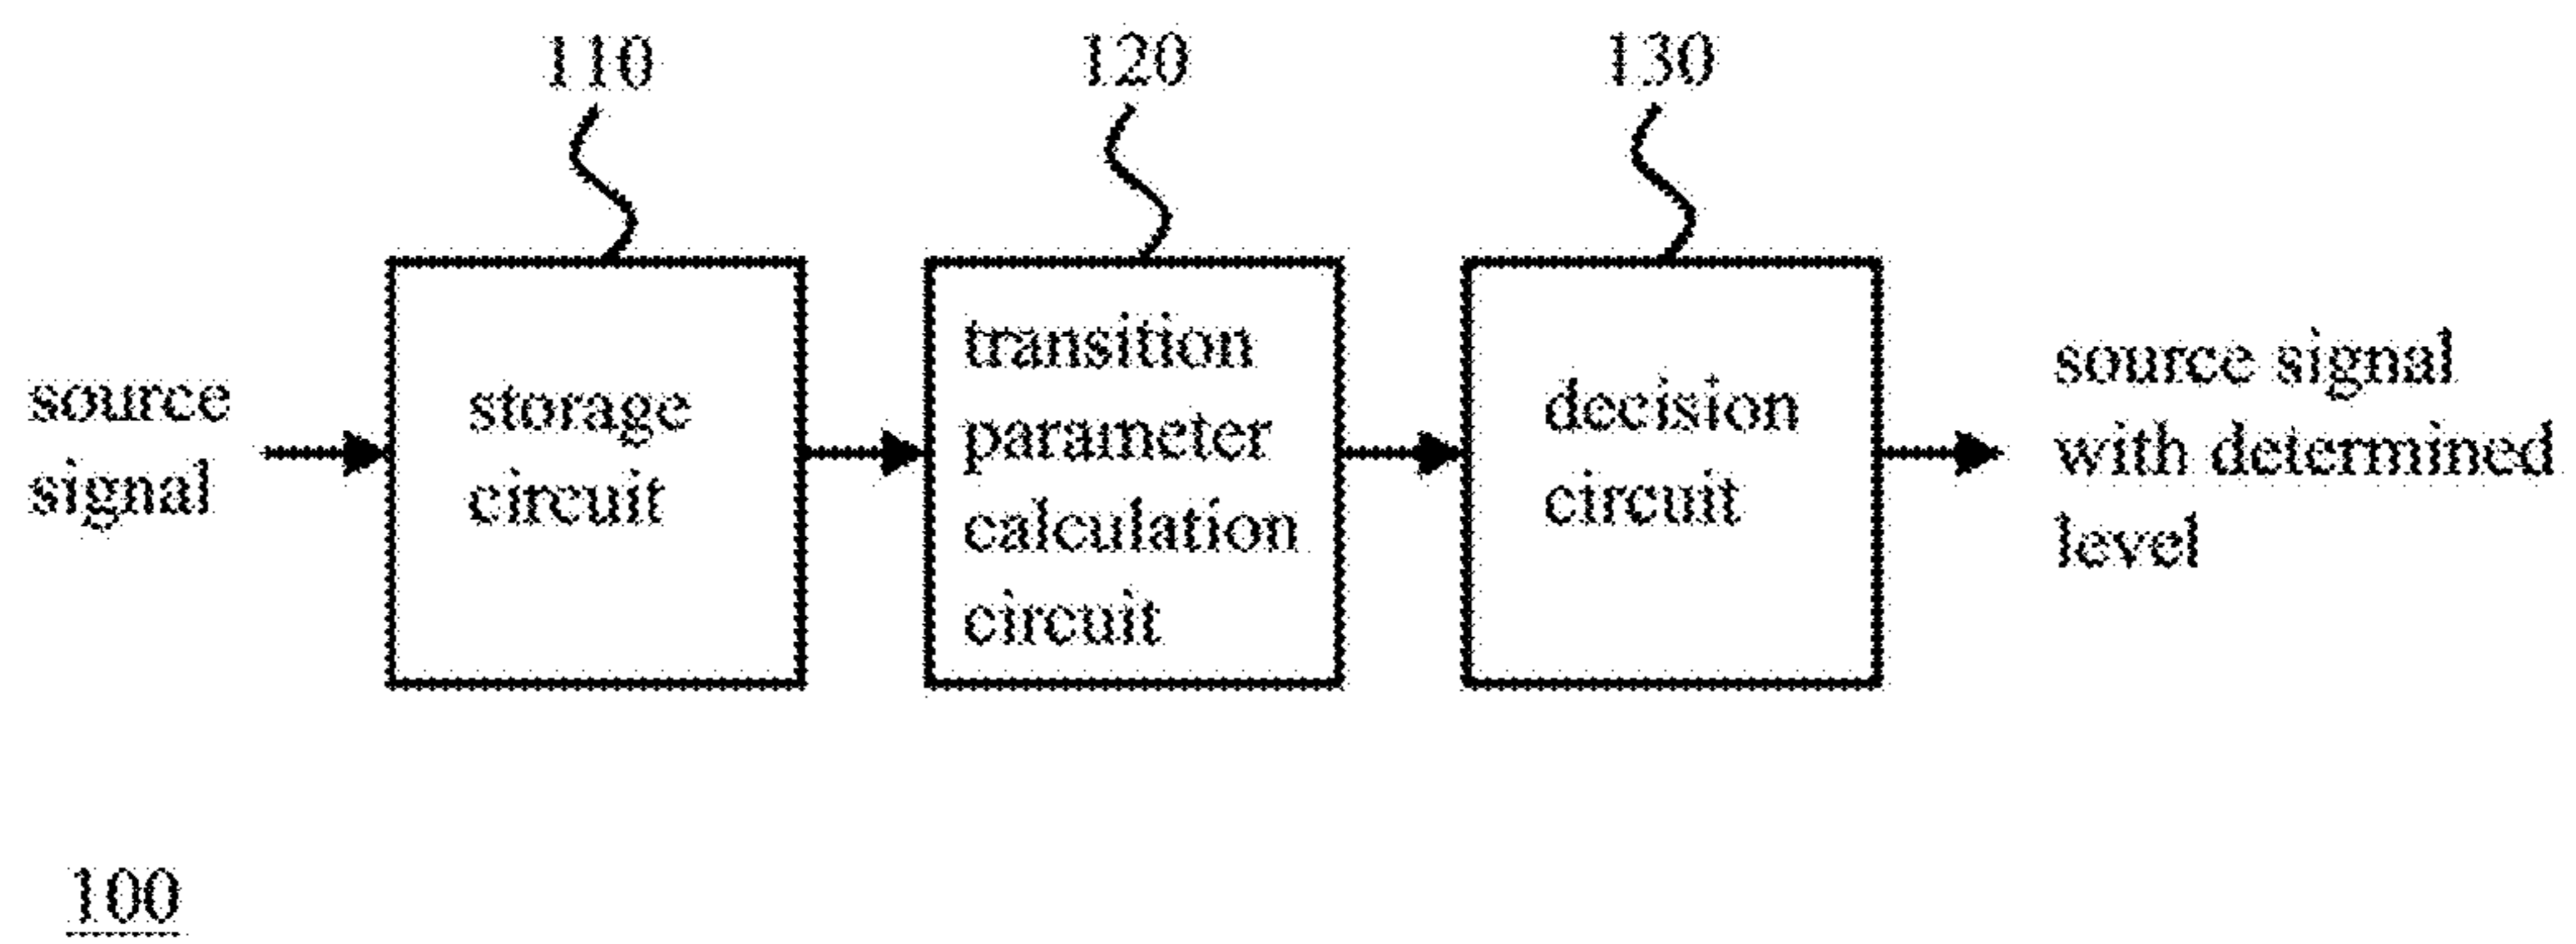 110
120
130
source
signal
storage
circuit
transition
parameter
calculation
circuit
decision
circuit
source signal
with determined
level
100